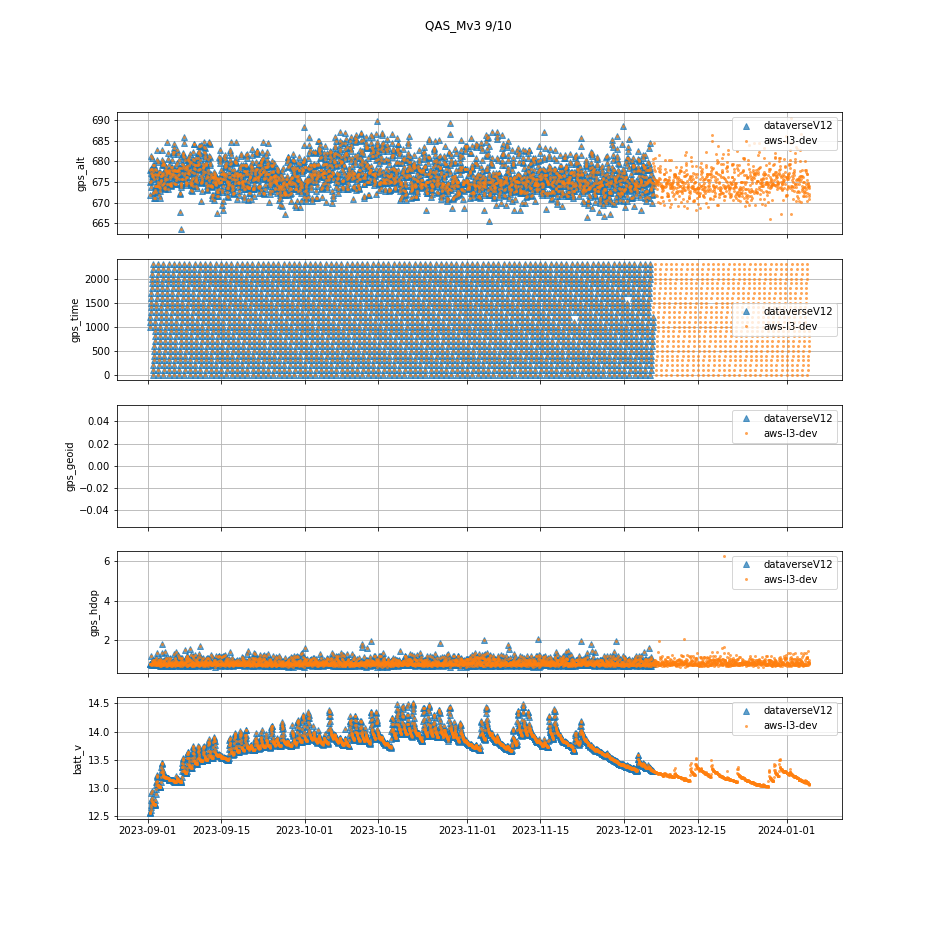 QAS_Mv3 9/10
gps_alt
690
685
680
675
670
665
dataverseV12
aws-l3-dev
gps_time
2000
1500
1000
500
0
dataverseV12
aws-l3-dev
gps_geoid
0.04
0.02
0.00
−0.02
−0.04
dataverseV12
aws-l3-dev
gps_hdop
6
4
2
dataverseV12
aws-l3-dev
batt_v
14.5
14.0
13.5
13.0
12.5
dataverseV12
aws-l3-dev
2023-09-01 2023-09-15 2023-10-01 2023-10-15 2023-11-01 2023-11-15 2023-12-01 2023-12-15 2024-01-01